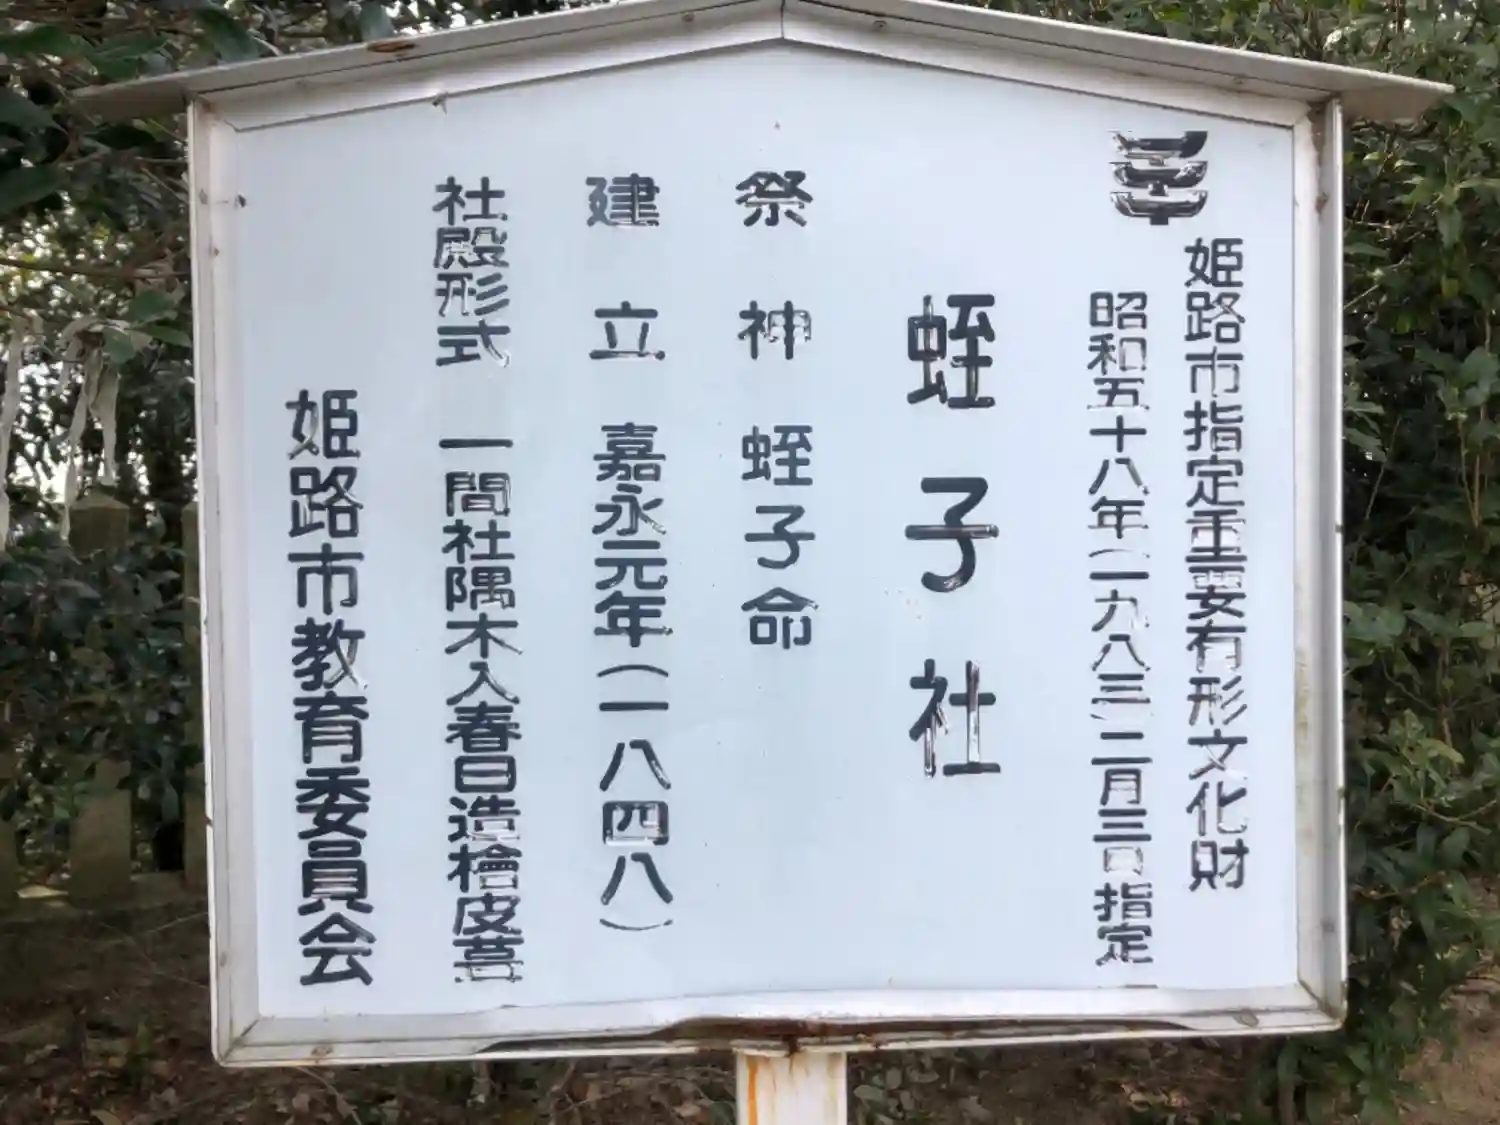 姫路市指定重要有形文化財
昭和五十八年(一九八三)二月三日指定
蛭子社
祭神 蛭子命
建立 嘉永元年(一八四八)
社殿形式 一間社隅木入春日造檜皮葺
姫路市教育委員会